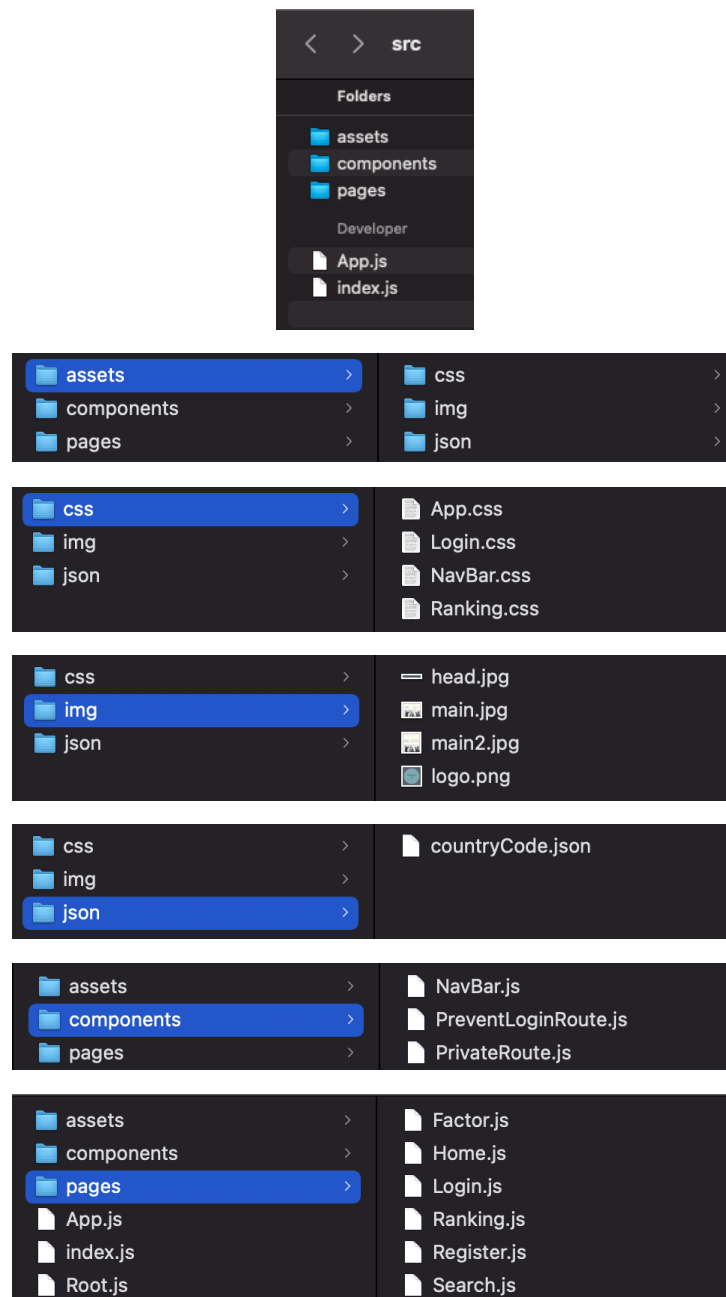 src
Folders
assets
components
pages
Developer
App.js
index.js
assets css
components img
pages json
css App.css
img Login.css
json NavBar.css
Ranking.css
css head.jpg
img main.jpg
json main2.jpg
logo.png
css countryCode.json
img
json
assets NavBar.js
components PreventLoginRoute.js
pages PrivateRoute.js
assets Factor.js
components Home.js
pages Login.js
App.js Ranking.js
index.js Register.js
Root.js Search.js